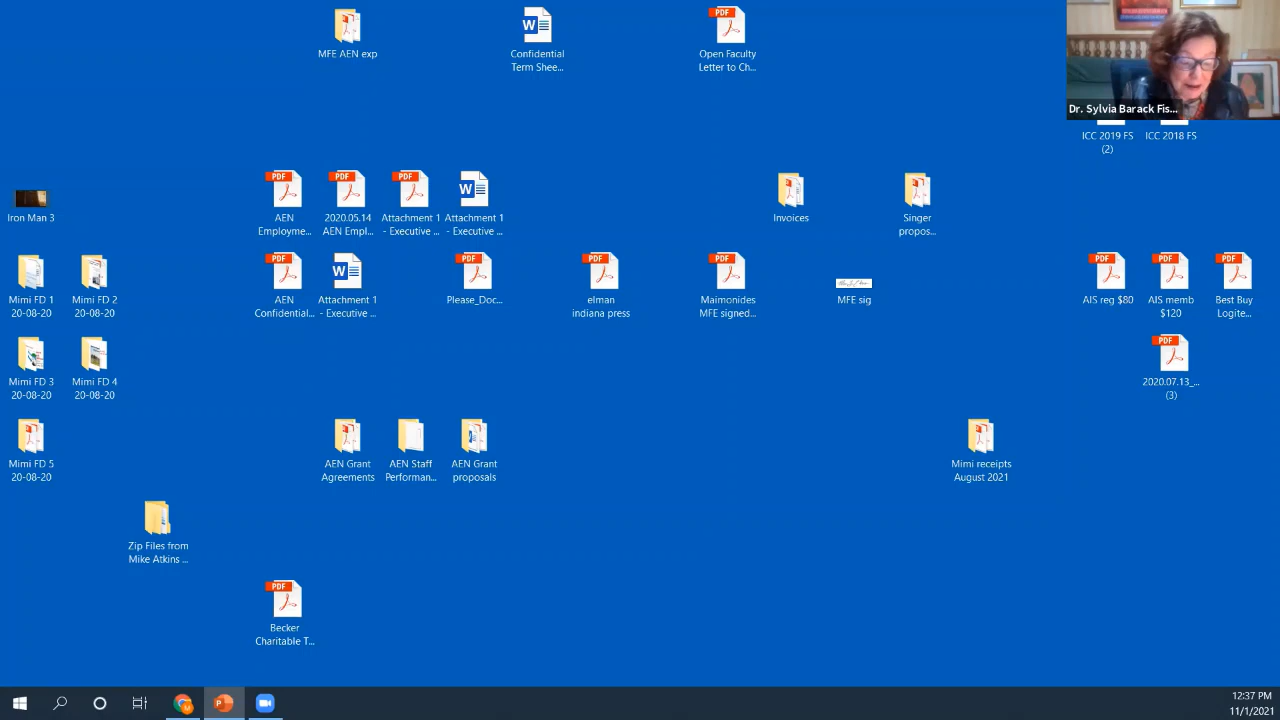 MFE AEN exp
Confidential
Term Shee...
Open Faculty
Letter to Ch...
Dr. Sylvia Barack Fis...
ICC 2019 FS
(2)
ICC 2018 FS
Iron Man 3
AEN
Employme...
2020.05.14
AEN Empl...
Attachment 1
- Executive ...
Attachment 1
- Executive ...
Invoices
Singer
propos...
Mimi FD 1
20-08-20
Mimi FD 2
20-08-20
AEN
Confidential...
Attachment 1
- Executive ...
Please_Doc...
elman
indiana press
Maimonides
MFE signed...
MFE sig
AIS reg $80
AIS memb
$120
Best Buy
Logite...
Mimi FD 3
20-08-20
Mimi FD 4
20-08-20
2020.07.13_...
(3)
Mimi FD 5
20-08-20
AEN Grant
Agreements
AEN Staff
Performan...
AEN Grant
proposals
Mimi receipts
August 2021
Zip Files from
Mike Atkins ...
Becker
Charitable T...
12:37 PM
11/1/2021